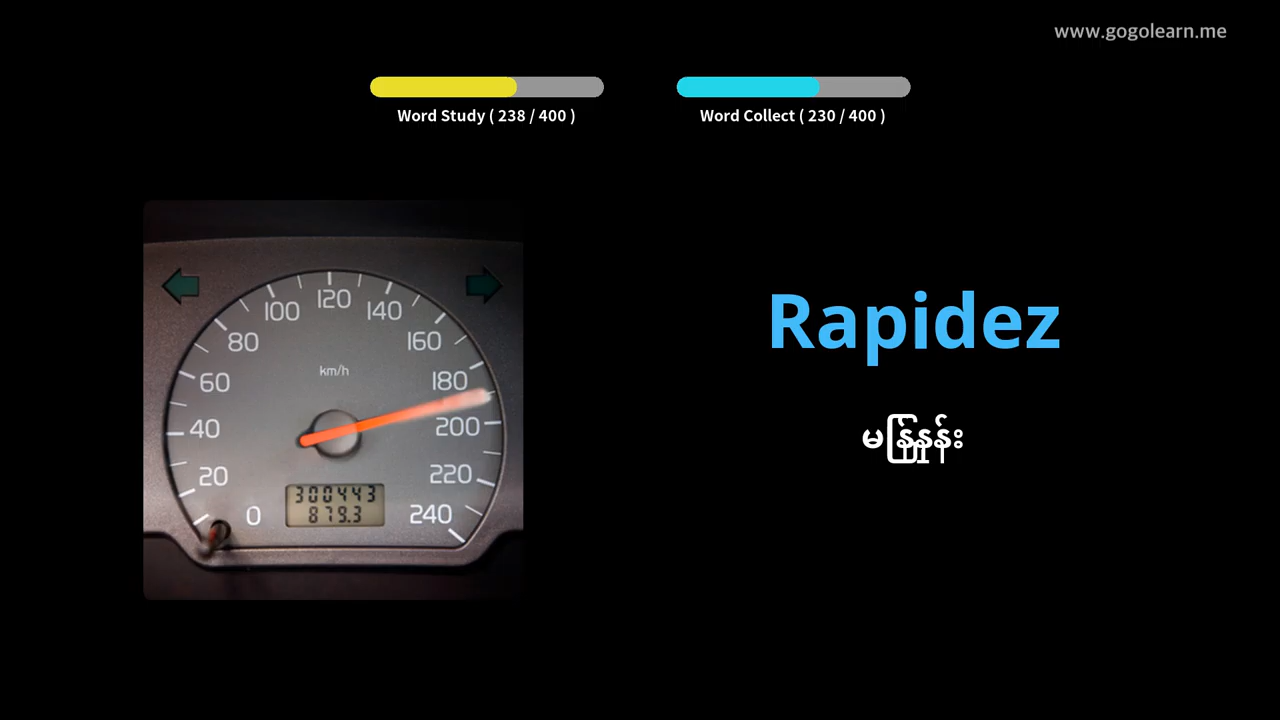 www.gogolearn.me
Word Study ( 238 / 400 )
Word Collect ( 230 / 400 )
Rapidez
မြန်နှုန်း
120
100
140
80
160
km/h
60
180
40
200
20
220
300443
879.3
0
240